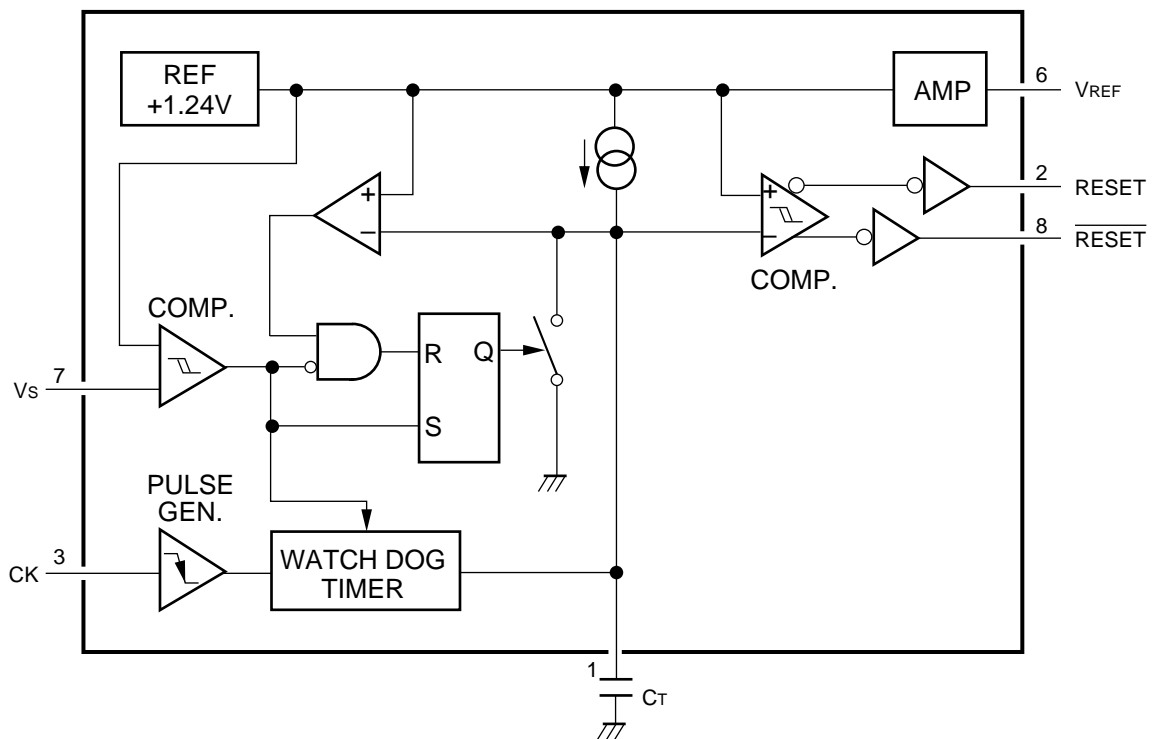 REF
+1.24V
AMP
6
VREF
2
RESET
8
RESET
+
−
+
−
COMP.
COMP.
7
VS
R
Q
S
PULSE
GEN.
3
CK
WATCH DOG
TIMER
1
CT